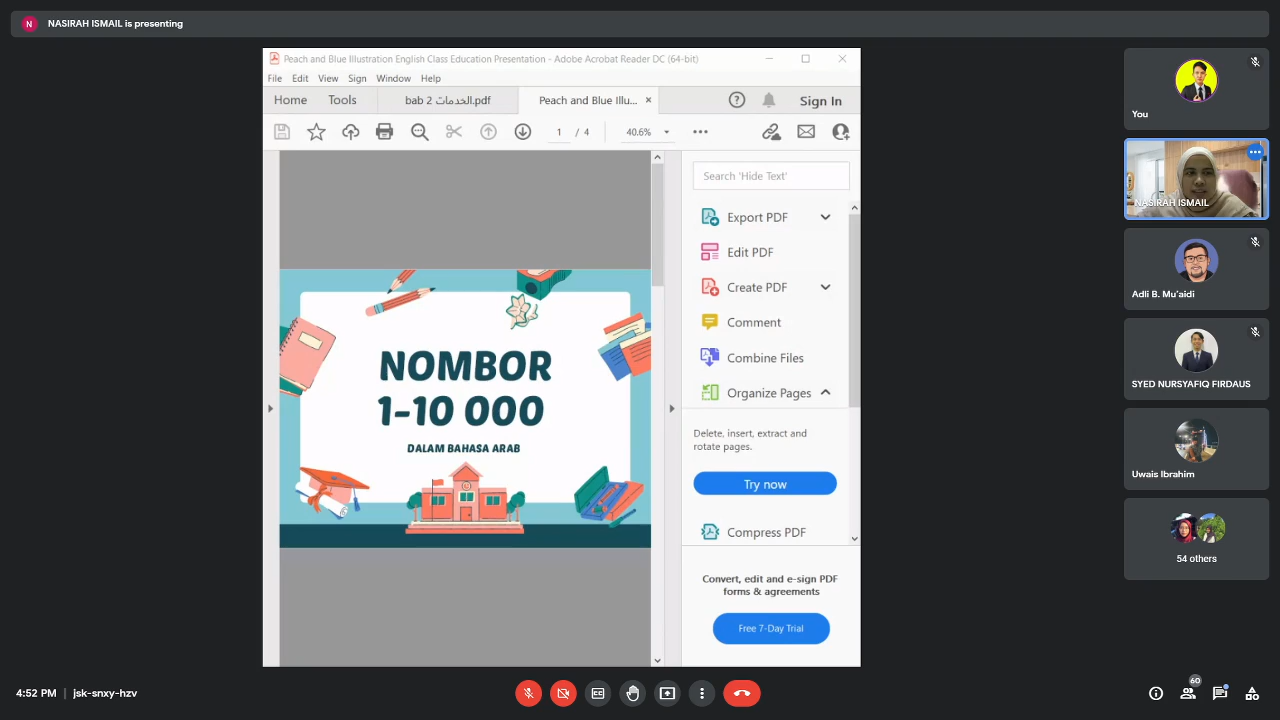 N NASIRAH ISMAIL is presenting
Peach and Blue Illustration English Class Education Presentation - Adobe Acrobat Reader DC (64-bit)
File Edit View Sign Window Help
Home Tools bab 2 الخدمات.pdf Peach and Blue Illu... × Sign In
1 / 4 40.6%
Search 'Hide Text'
Export PDF
Edit PDF
Create PDF
Comment
Combine Files
Organize Pages
Delete, insert, extract and
rotate pages.
Try now
Compress PDF
Convert, edit and e-sign PDF
forms & agreements
Free 7-Day Trial
NOMBOR
1-10 000
DALAM BAHASA ARAB
You
NASIRAH ISMAIL
Adli B. Mu'aidi
SYED NURSYAFIQ FIRDAUS
Uwais Ibrahim
54 others
4:52 PM | jsk-snxy-hzv
60